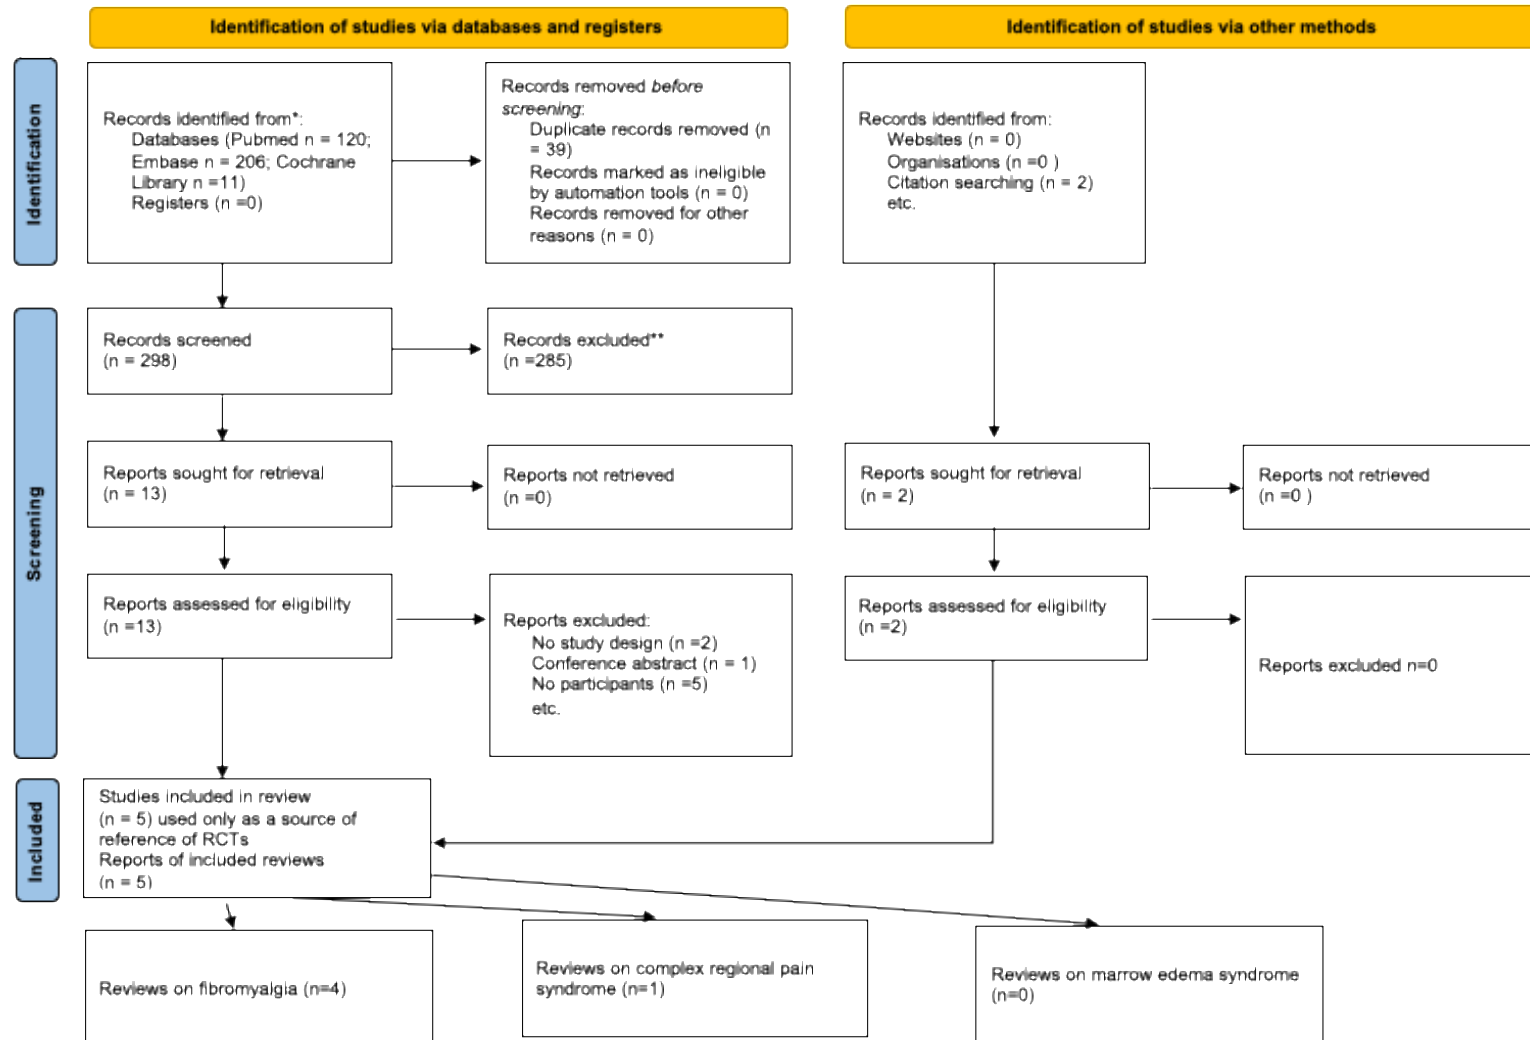 Identification of studies via databases and registers
Identification of studies via other methods
Identification
Records identified from*:
Databases (Pubmed n = 120;
Embase n = 206; Cochrane
Library n =11)
Registers (n =0)
Records removed before
screening:
Duplicate records removed (n
= 39)
Records marked as ineligible
by automation tools (n = 0)
Records removed for other
reasons (n = 0)
Records identified from:
Websites (n = 0)
Organisations (n =0 )
Citation searching (n = 2)
etc.
Screening
Records screened
(n = 298)
Records excluded**
(n =285)
Reports sought for retrieval
(n = 13)
Reports not retrieved
(n =0)
Reports sought for retrieval
(n = 2)
Reports not retrieved
(n =0 )
Reports assessed for eligibility
(n =13)
Reports excluded:
No study design (n =2)
Conference abstract (n = 1)
No participants (n =5)
etc.
Reports assessed for eligibility
(n =2)
Reports excluded n=0
Included
Studies included in review
(n = 5) used only as a source of
reference of RCTs
Reports of included reviews
(n = 5)
Reviews on fibromyalgia (n=4)
Reviews on complex regional pain
syndrome (n=1)
Reviews on marrow edema syndrome
(n=0)